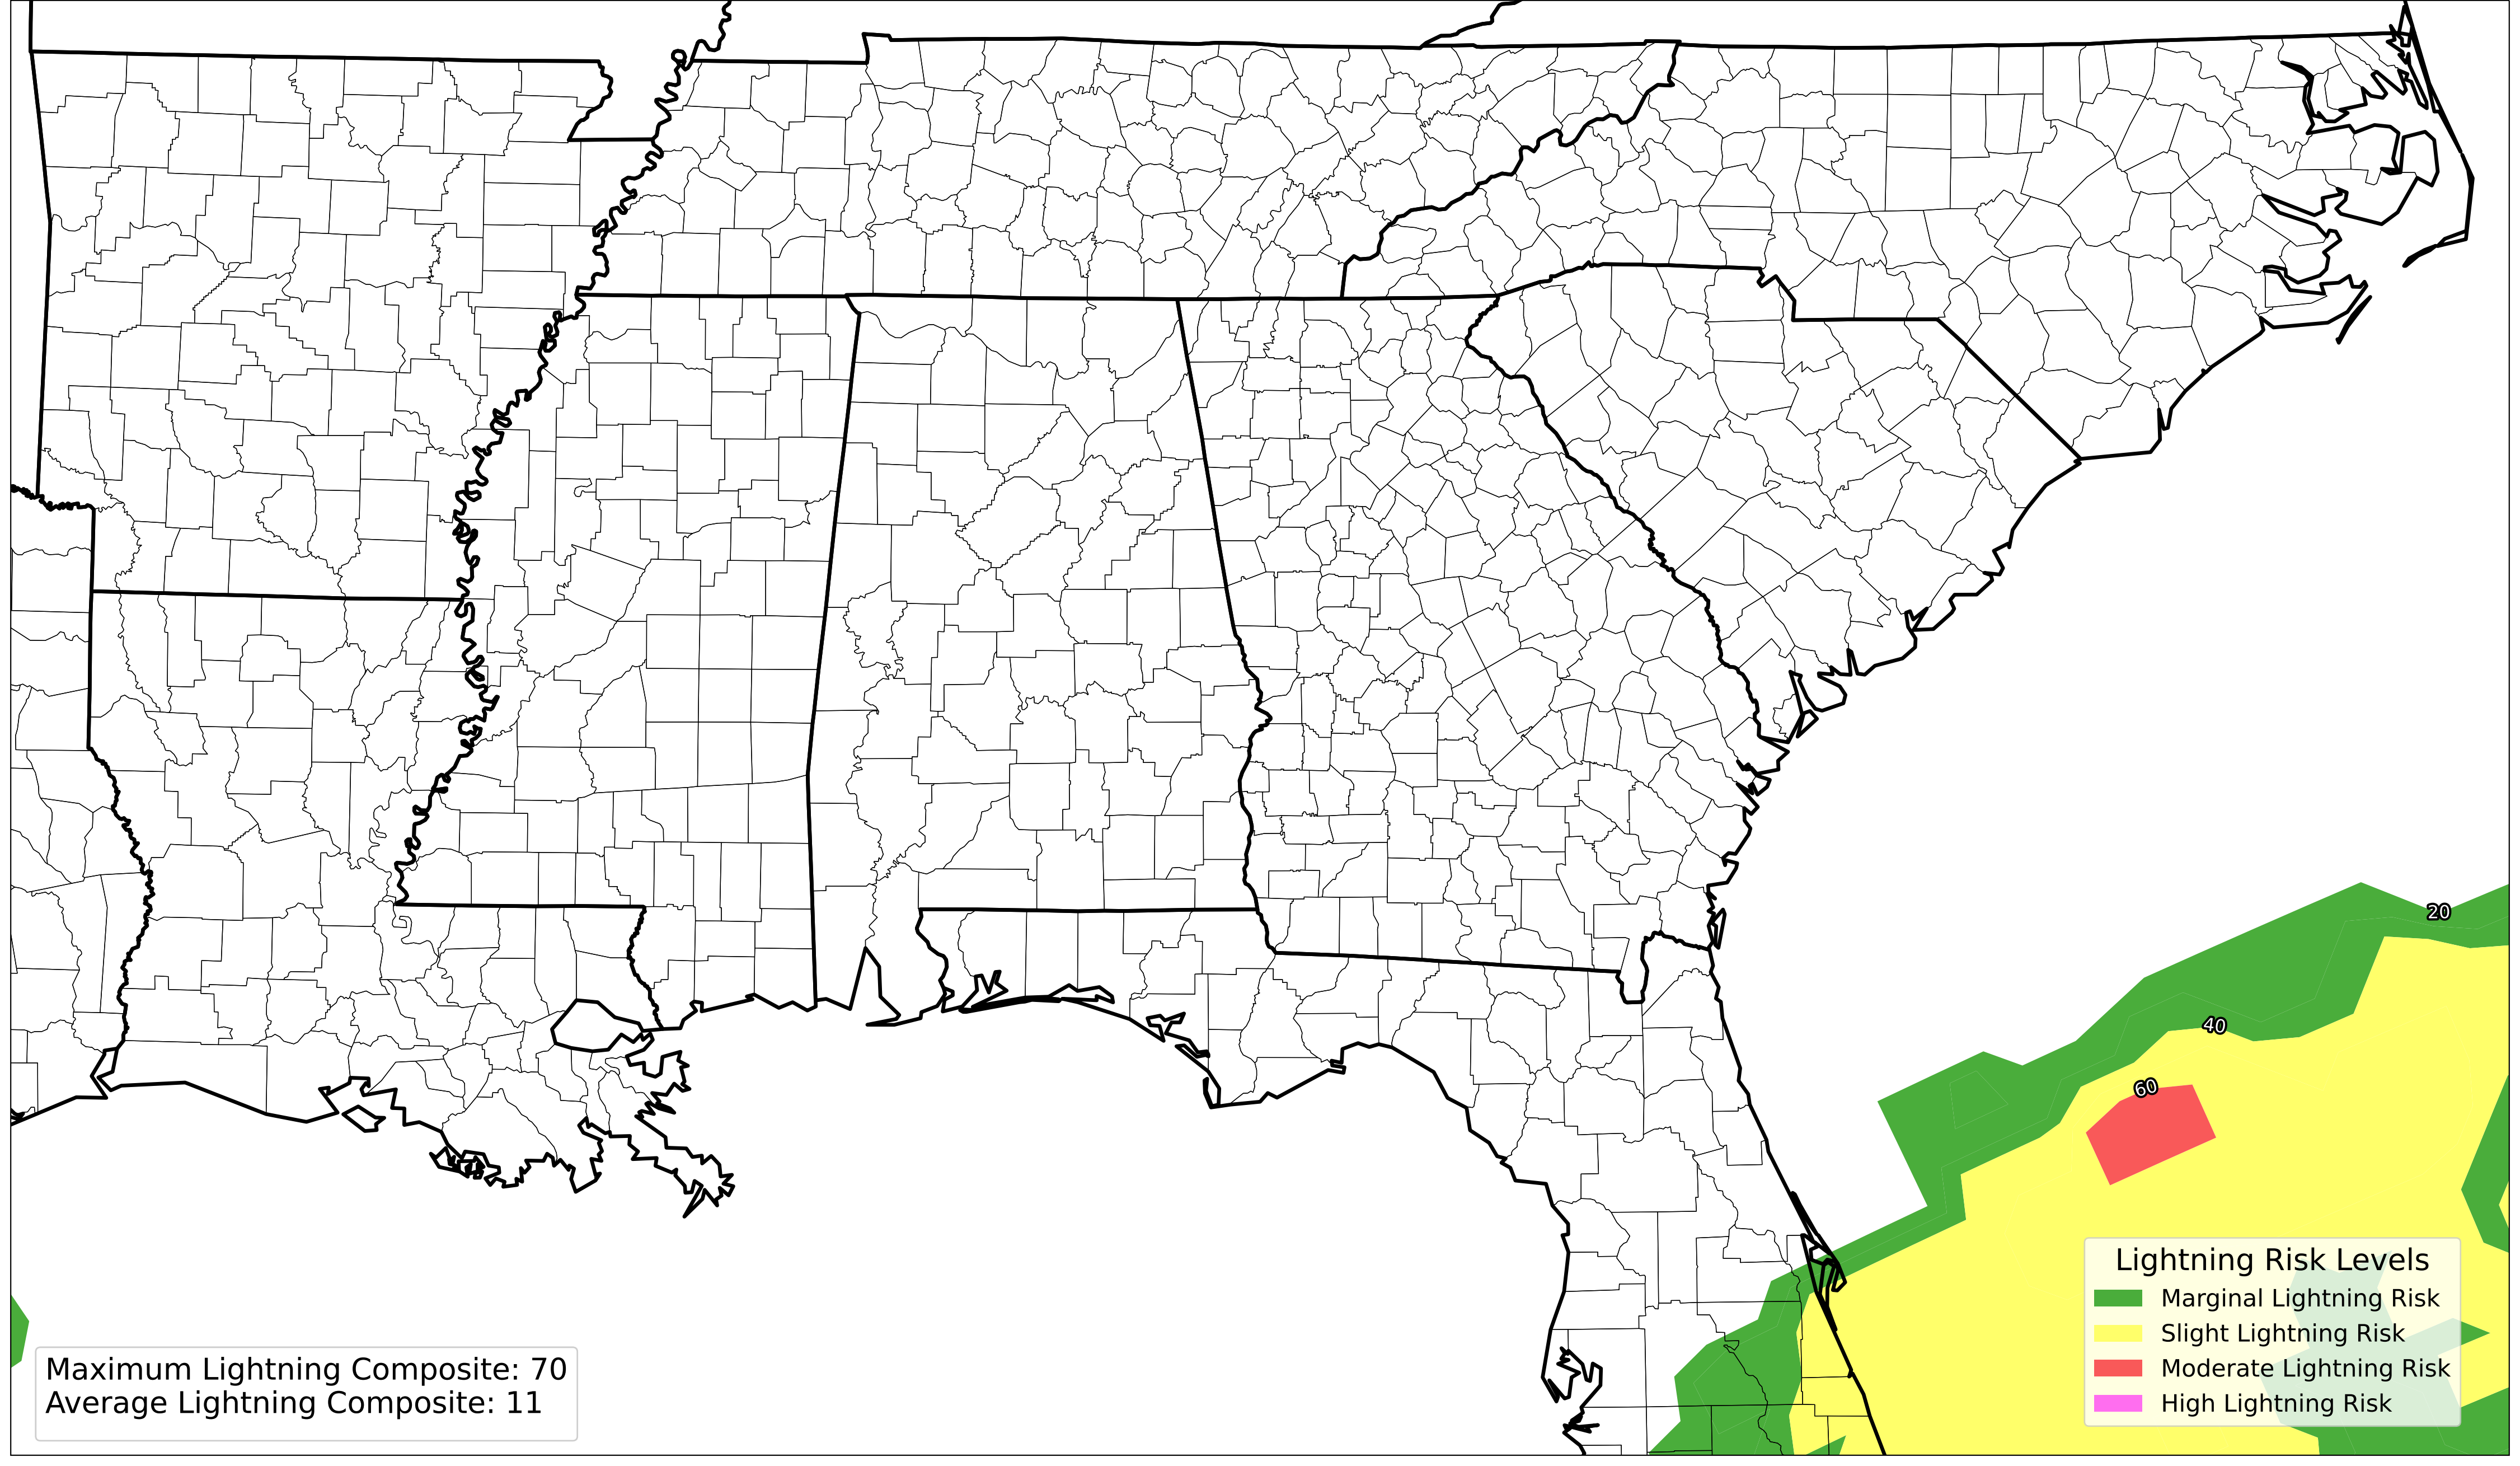 20
40
60
Lightning Risk Levels
Marginal Lightning Risk
Slight Lightning Risk
Moderate Lightning Risk
High Lightning Risk
Maximum Lightning Composite: 70
Average Lightning Composite: 11